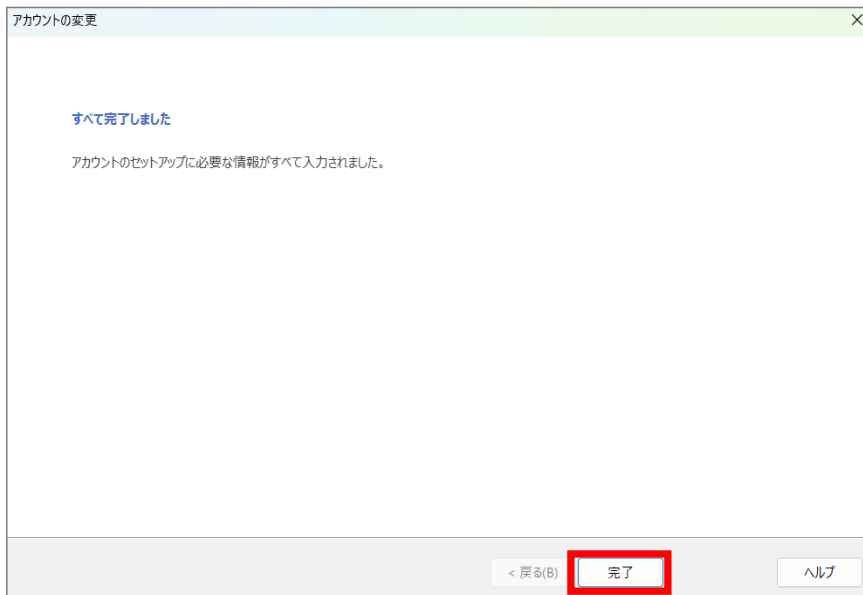 アカウントの変更
すべて完了しました
アカウントのセットアップに必要な情報がすべて入力されました。
< 戻る(B)
完了
ヘルプ